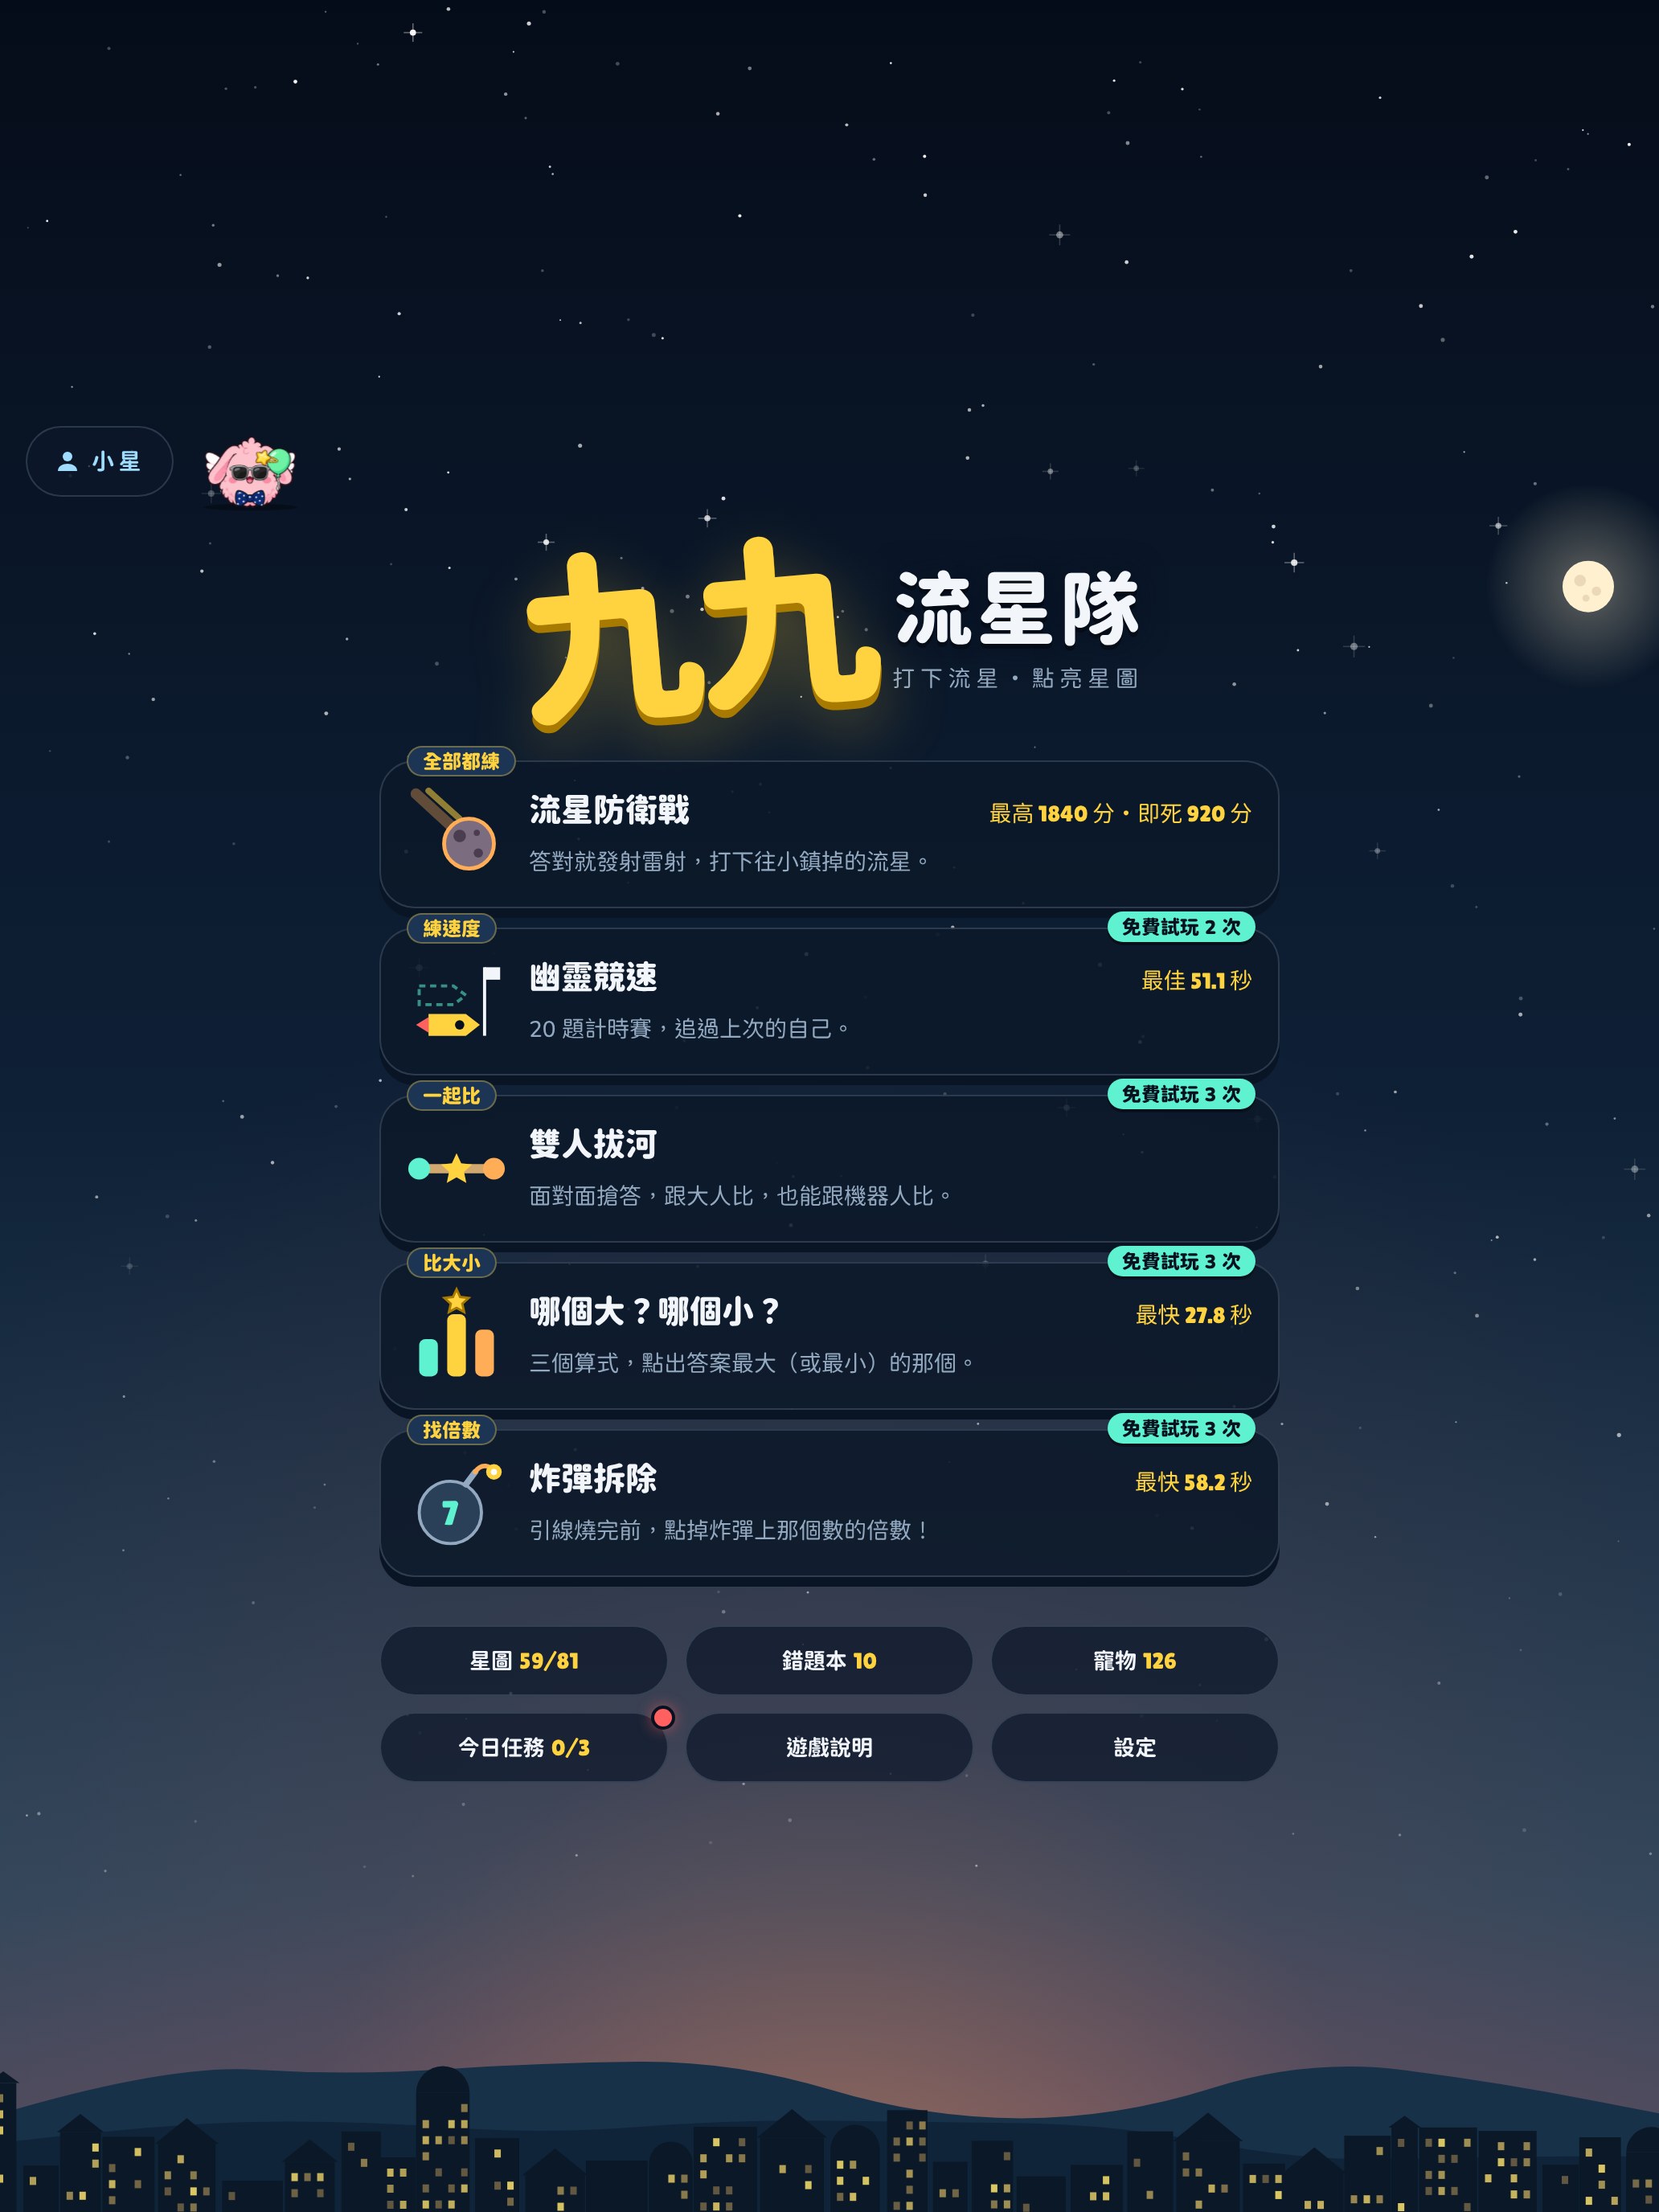 小星
九九 流星隊
打下流星・點亮星圖
全部都練
流星防衛戰
最高 1840 分・即死 920 分
答對就發射雷射，打下往小鎮掉的流星。
練速度
免費試玩 2 次
幽靈競速
最佳 51.1 秒
20 題計時賽，追過上次的自己。
一起比
免費試玩 3 次
雙人拔河
面對面搶答，跟大人比，也能跟機器人比。
比大小
免費試玩 3 次
哪個大？哪個小？
最快 27.8 秒
三個算式，點出答案最大（或最小）的那個。
找倍數
免費試玩 3 次
7
炸彈拆除
最快 58.2 秒
引線燒完前，點掉炸彈上那個數的倍數！
星圖 59/81
錯題本 10
寵物 126
今日任務 0/3
遊戲說明
設定